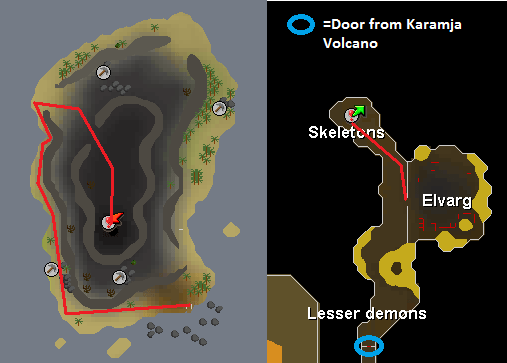 =Door from Karamja
Volcano
Skeletons
Elvarg
Lesser demons